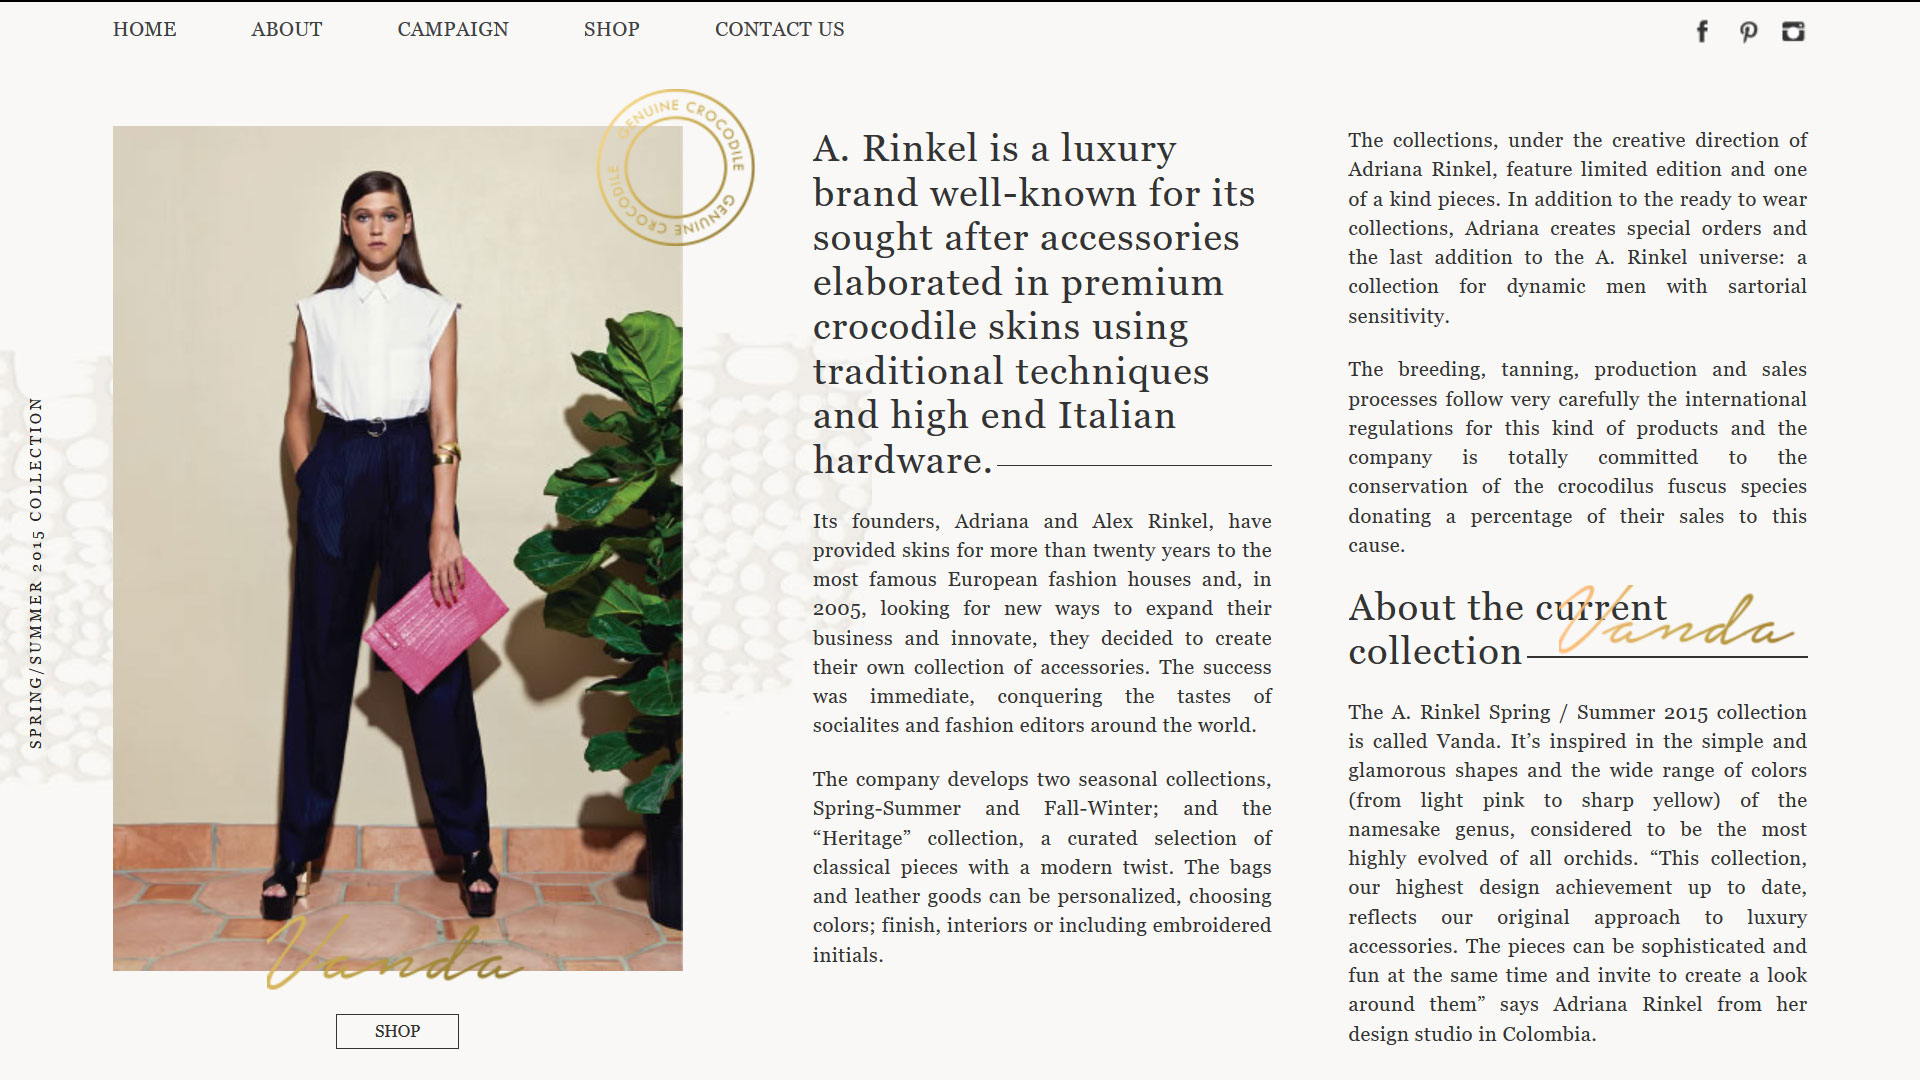 HOME
ABOUT
CAMPAIGN
SHOP
CONTACT US
GENUINE CROCODILE
GENUINE CROCODILE
SPRING/SUMMER 2015 COLLECTION
Vanda
SHOP
A. Rinkel is a luxury
brand well-known for its
sought after accessories
elaborated in premium
crocodile skins using
traditional techniques
and high end Italian
hardware.
Its founders, Adriana and Alex Rinkel, have
provided skins for more than twenty years to the
most famous European fashion houses and, in
2005, looking for new ways to expand their
business and innovate, they decided to create
their own collection of accessories. The success
was immediate, conquering the tastes of
socialites and fashion editors around the world.
The company develops two seasonal collections,
Spring-Summer and Fall-Winter; and the
“Heritage” collection, a curated selection of
classical pieces with a modern twist. The bags
and leather goods can be personalized, choosing
colors; finish, interiors or including embroidered
initials.
The collections, under the creative direction of
Adriana Rinkel, feature limited edition and one
of a kind pieces. In addition to the ready to wear
collections, Adriana creates special orders and
the last addition to the A. Rinkel universe: a
collection for dynamic men with sartorial
sensitivity.
The breeding, tanning, production and sales
processes follow very carefully the international
regulations for this kind of products and the
company is totally committed to the
conservation of the crocodilus fuscus species
donating a percentage of their sales to this
cause.
About the current
collection
Vanda
The A. Rinkel Spring / Summer 2015 collection
is called Vanda. It’s inspired in the simple and
glamorous shapes and the wide range of colors
(from light pink to sharp yellow) of the
namesake genus, considered to be the most
highly evolved of all orchids. “This collection,
our highest design achievement up to date,
reflects our original approach to luxury
accessories. The pieces can be sophisticated and
fun at the same time and invite to create a look
around them” says Adriana Rinkel from her
design studio in Colombia.